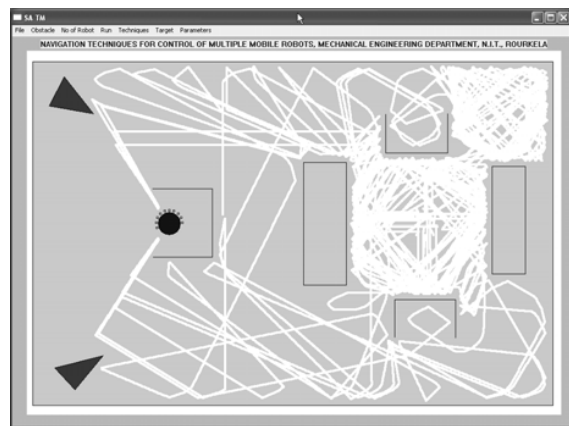 SA TM
File Obstacle No of Robot Run Techniques Target Parameters
NAVIGATION TECHNIQUES FOR CONTROL OF MULTIPLE MOBILE ROBOTS, MECHANICAL ENGINEERING DEPARTMENT, N.I.T., ROURKELA